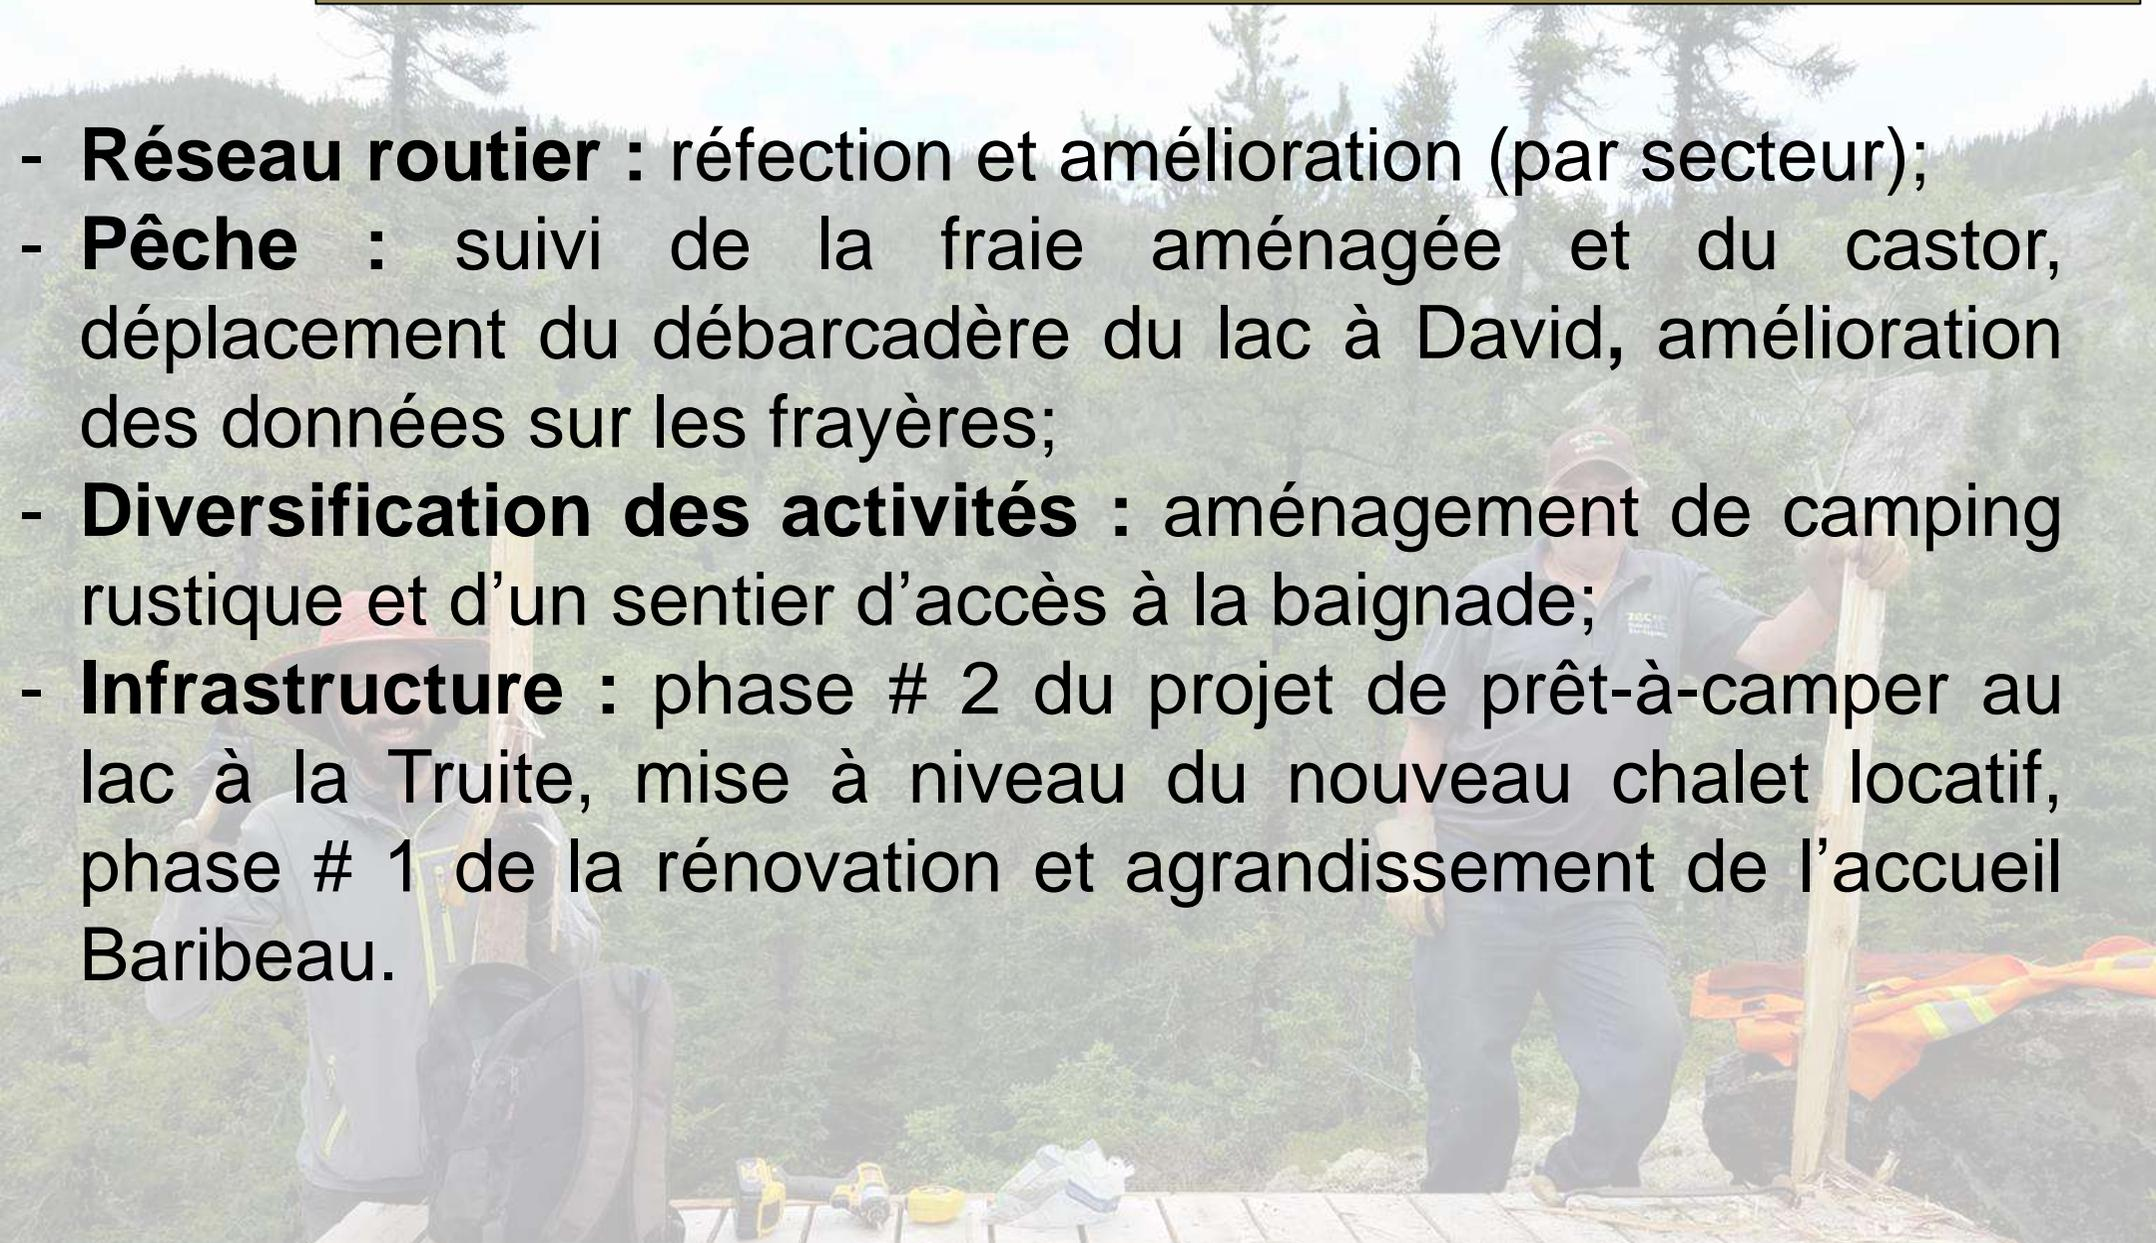 - Réseau routier : réfection et amélioration (par secteur);
- Pêche : suivi de la fraie aménagée et du castor,
déplacement du débarcadère du lac à David, amélioration
des données sur les frayères;
- Diversification des activités : aménagement de camping
rustique et d’un sentier d’accès à la baignade;
- Infrastructure : phase # 2 du projet de prêt-à-camper au
lac à la Truite, mise à niveau du nouveau chalet locatif,
phase # 1 de la rénovation et agrandissement de l’accueil
Baribeau.